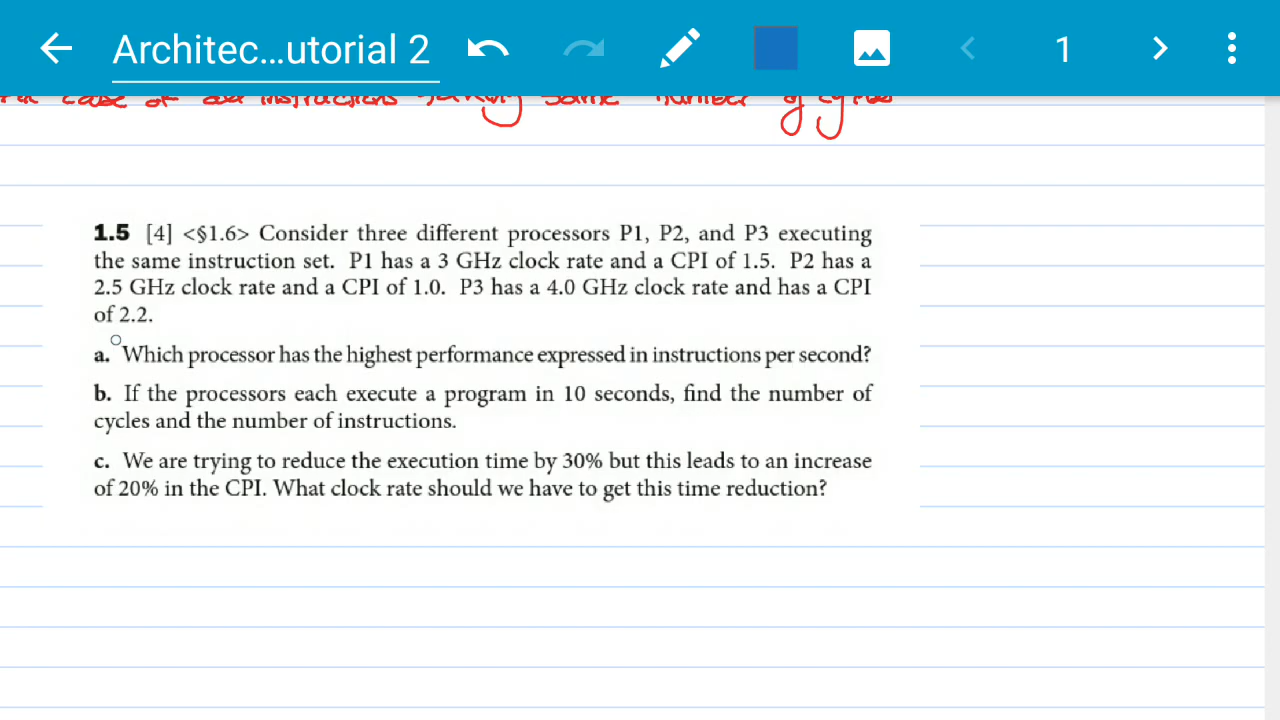 Architec...utorial 2
1
case of instructions same number of cycles
1.5 [4] <§1.6> Consider three different processors P1, P2, and P3 executing
the same instruction set. P1 has a 3 GHz clock rate and a CPI of 1.5. P2 has a
2.5 GHz clock rate and a CPI of 1.0. P3 has a 4.0 GHz clock rate and has a CPI
of 2.2.
a. Which processor has the highest performance expressed in instructions per second?
b. If the processors each execute a program in 10 seconds, find the number of
cycles and the number of instructions.
c. We are trying to reduce the execution time by 30% but this leads to an increase
of 20% in the CPI. What clock rate should we have to get this time reduction?